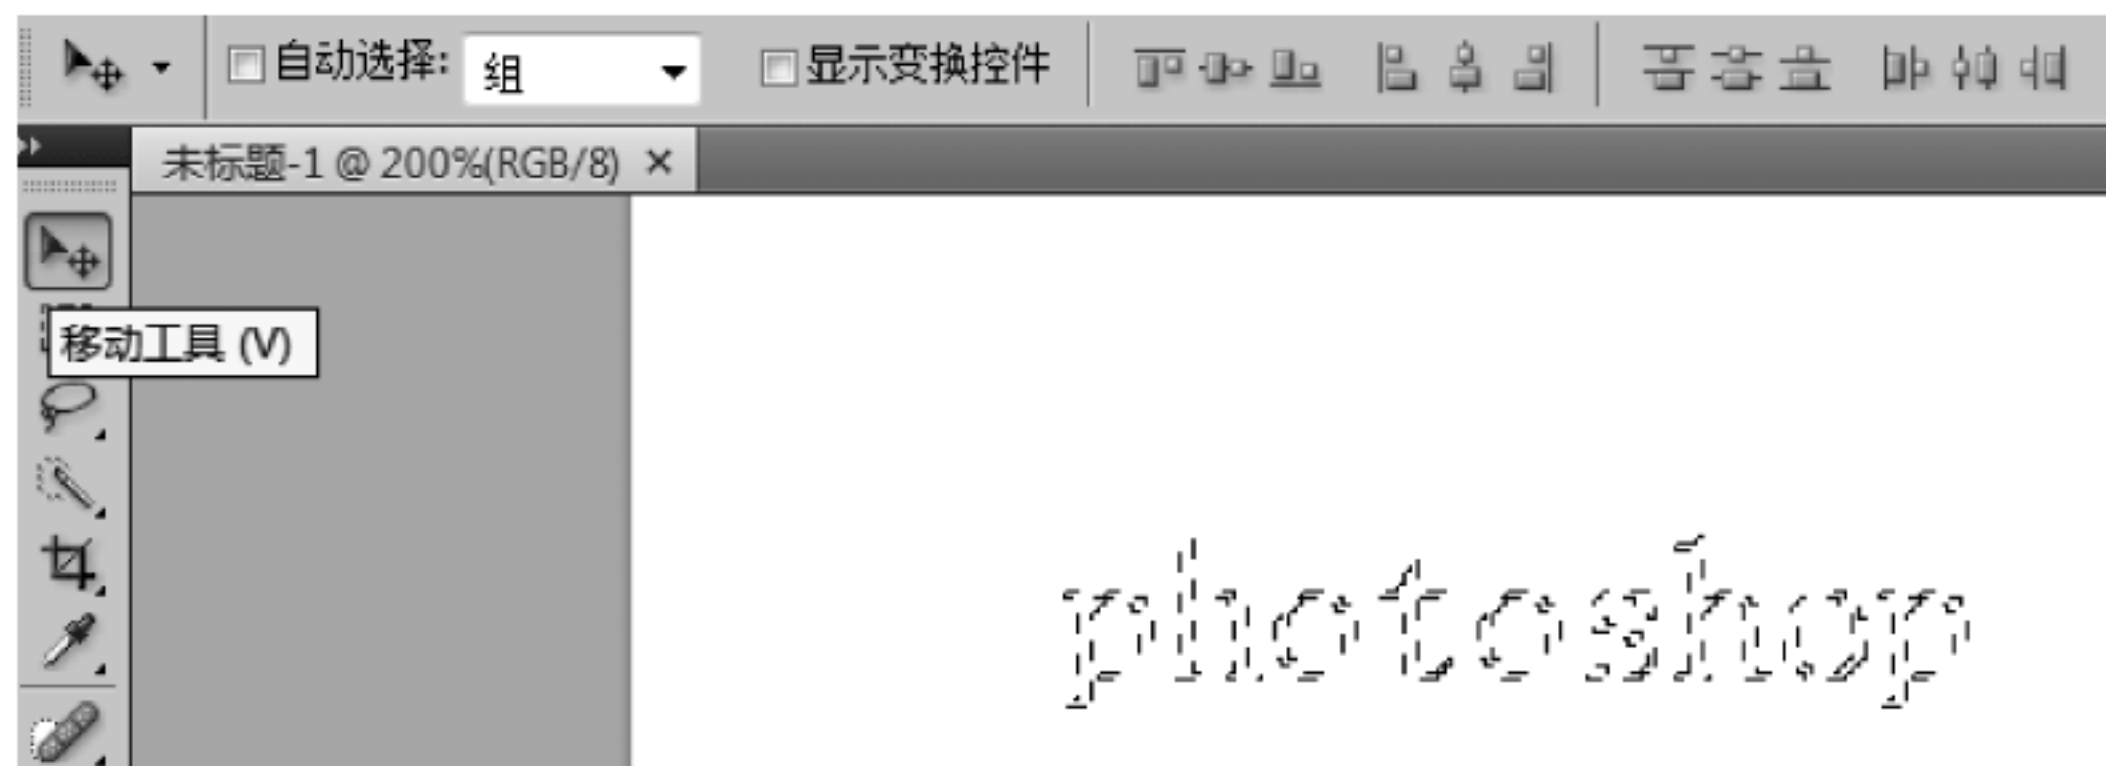 自动选择: 组 显示变换控件
未标题-1 @ 200%(RGB/8) ×
移动工具 (V)
photoshop